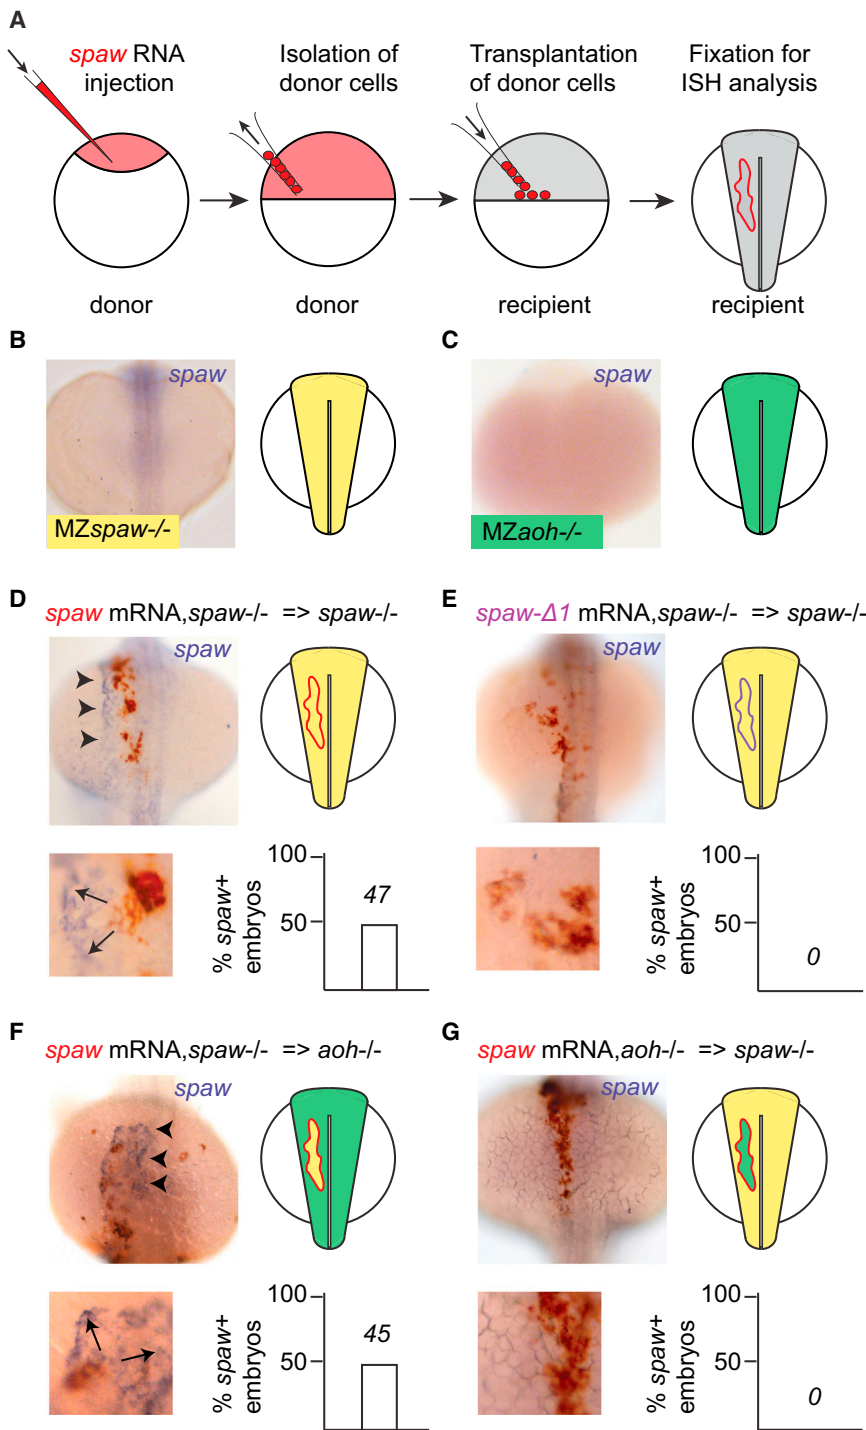 A
spaw RNA injection
Isolation of donor cells
Transplantation of donor cells
Fixation for ISH analysis
donor
donor
recipient
recipient
B
spaw
MZspaw-/-
C
spaw
MZaoh-/-
D
spaw mRNA,spaw-/- => spaw-/-
spaw
% spaw+ embryos
100
50
47
E
spaw-Δ1 mRNA,spaw-/- => spaw-/-
spaw
% spaw+ embryos
100
50
0
F
spaw mRNA,spaw-/- => aoh-/-
spaw
% spaw+ embryos
100
50
45
G
spaw mRNA,aoh-/- => spaw-/-
spaw
% spaw+ embryos
100
50
0